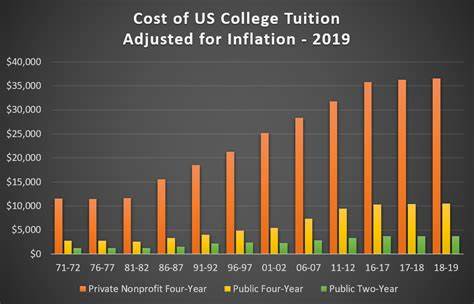 Cost of US College Tuition
Adjusted for Inflation - 2019
$40,000
$35,000
$30,000
$25,000
$20,000
$15,000
$10,000
$5,000
$0
71-72 76-77 81-82 86-87 91-92 96-97 01-02 06-07 11-12 16-17 17-18 18-19
Private Nonprofit Four-Year Public Four-Year Public Two-Year